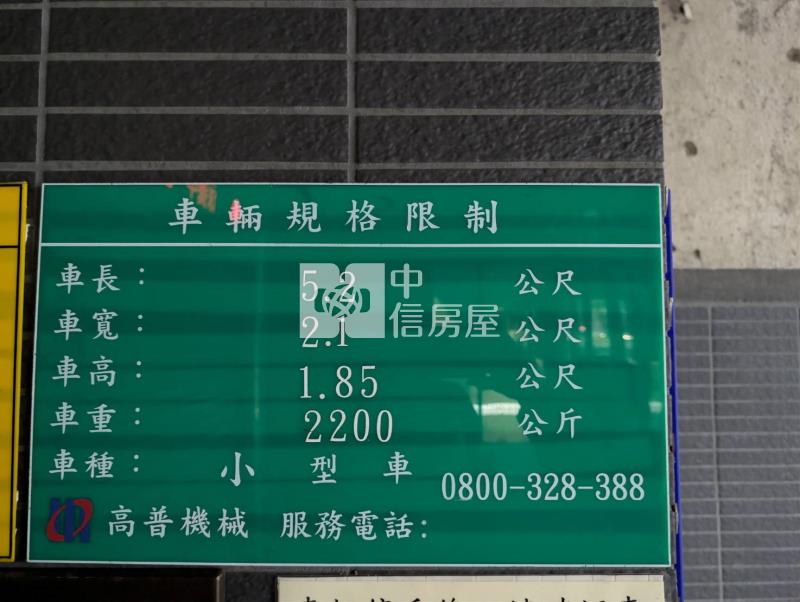 車輛規格限制
車長： 5.2 公尺
車寬： 2.1 公尺
車高： 1.85 公尺
車重： 2200 公斤
車種： 小型車
0800-328-388
高普機械 服務電話:
中信房屋